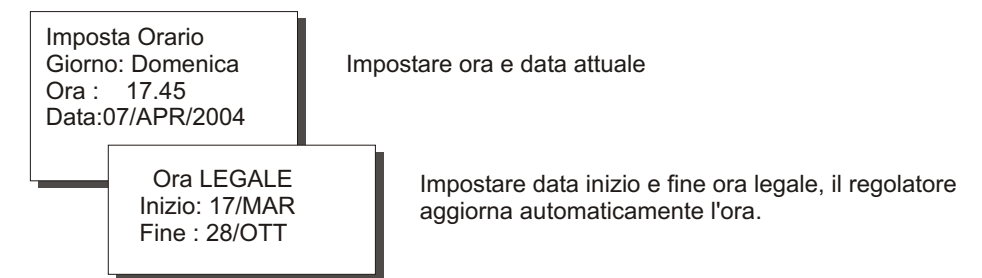 Imposta Orario
Giorno: Domenica
Ora :   17.45
Data:07/APR/2004
Impostare ora e data attuale
Ora LEGALE
Inizio: 17/MAR
Fine : 28/OTT
Impostare data inizio e fine ora legale, il regolatore
aggiorna automaticamente l'ora.